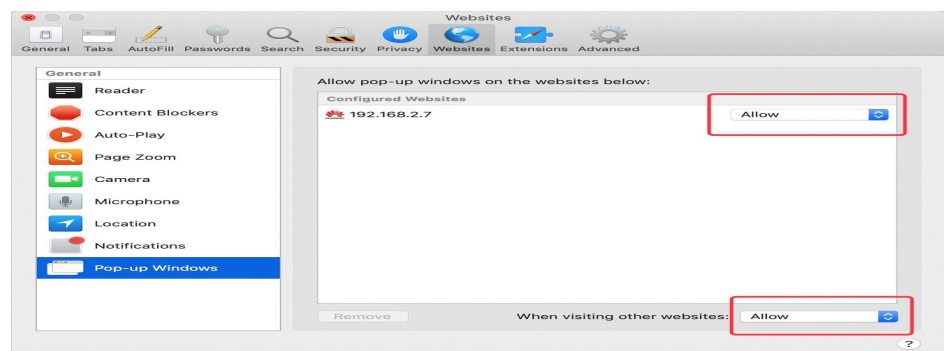 Websites
General Tabs AutoFill Passwords Search Security Privacy Websites Extensions Advanced
General
Reader
Content Blockers
Auto-Play
Page Zoom
Camera
Microphone
Location
Notifications
Pop-up Windows
Allow pop-up windows on the websites below:
Configured Websites
192.168.2.7 Allow
Remove When visiting other websites: Allow
?